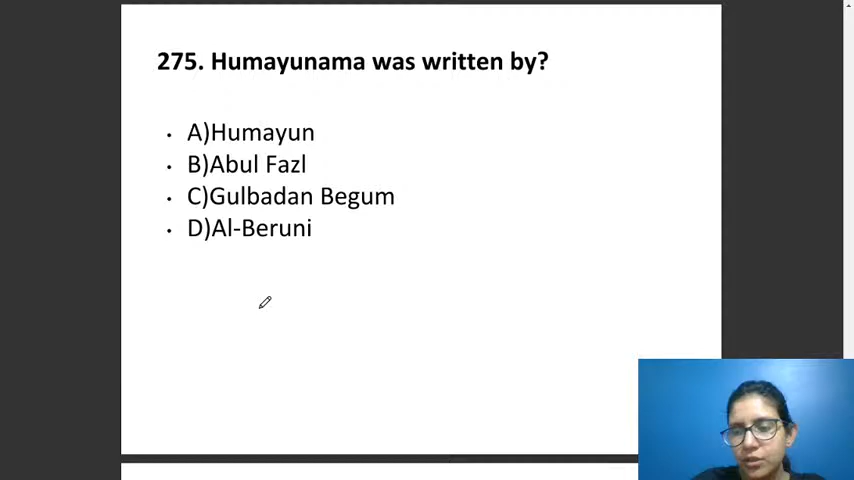 275. Humayunama was written by?
• A)Humayun
• B)Abul Fazl
• C)Gulbadan Begum
• D)Al-Beruni